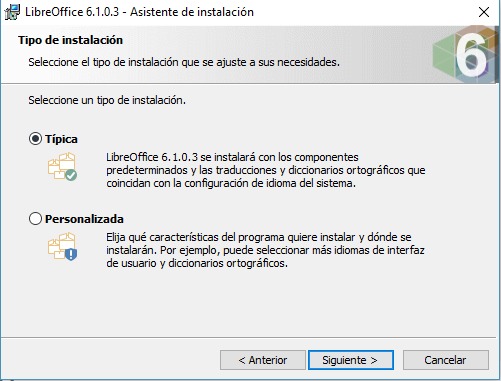 LibreOffice 6.1.0.3 - Asistente de instalación
Tipo de instalación
Seleccione el tipo de instalación que se ajuste a sus necesidades.
6
Seleccione un tipo de instalación.
Típica
LibreOffice 6.1.0.3 se instalará con los componentes
predeterminados y las traducciones y diccionarios ortográficos que
coincidan con la configuración de idioma del sistema.
Personalizada
Elija qué características del programa quiere instalar y dónde se
instalarán. Por ejemplo, puede seleccionar más idiomas de interfaz
de usuario y diccionarios ortográficos.
< Anterior
Siguiente >
Cancelar